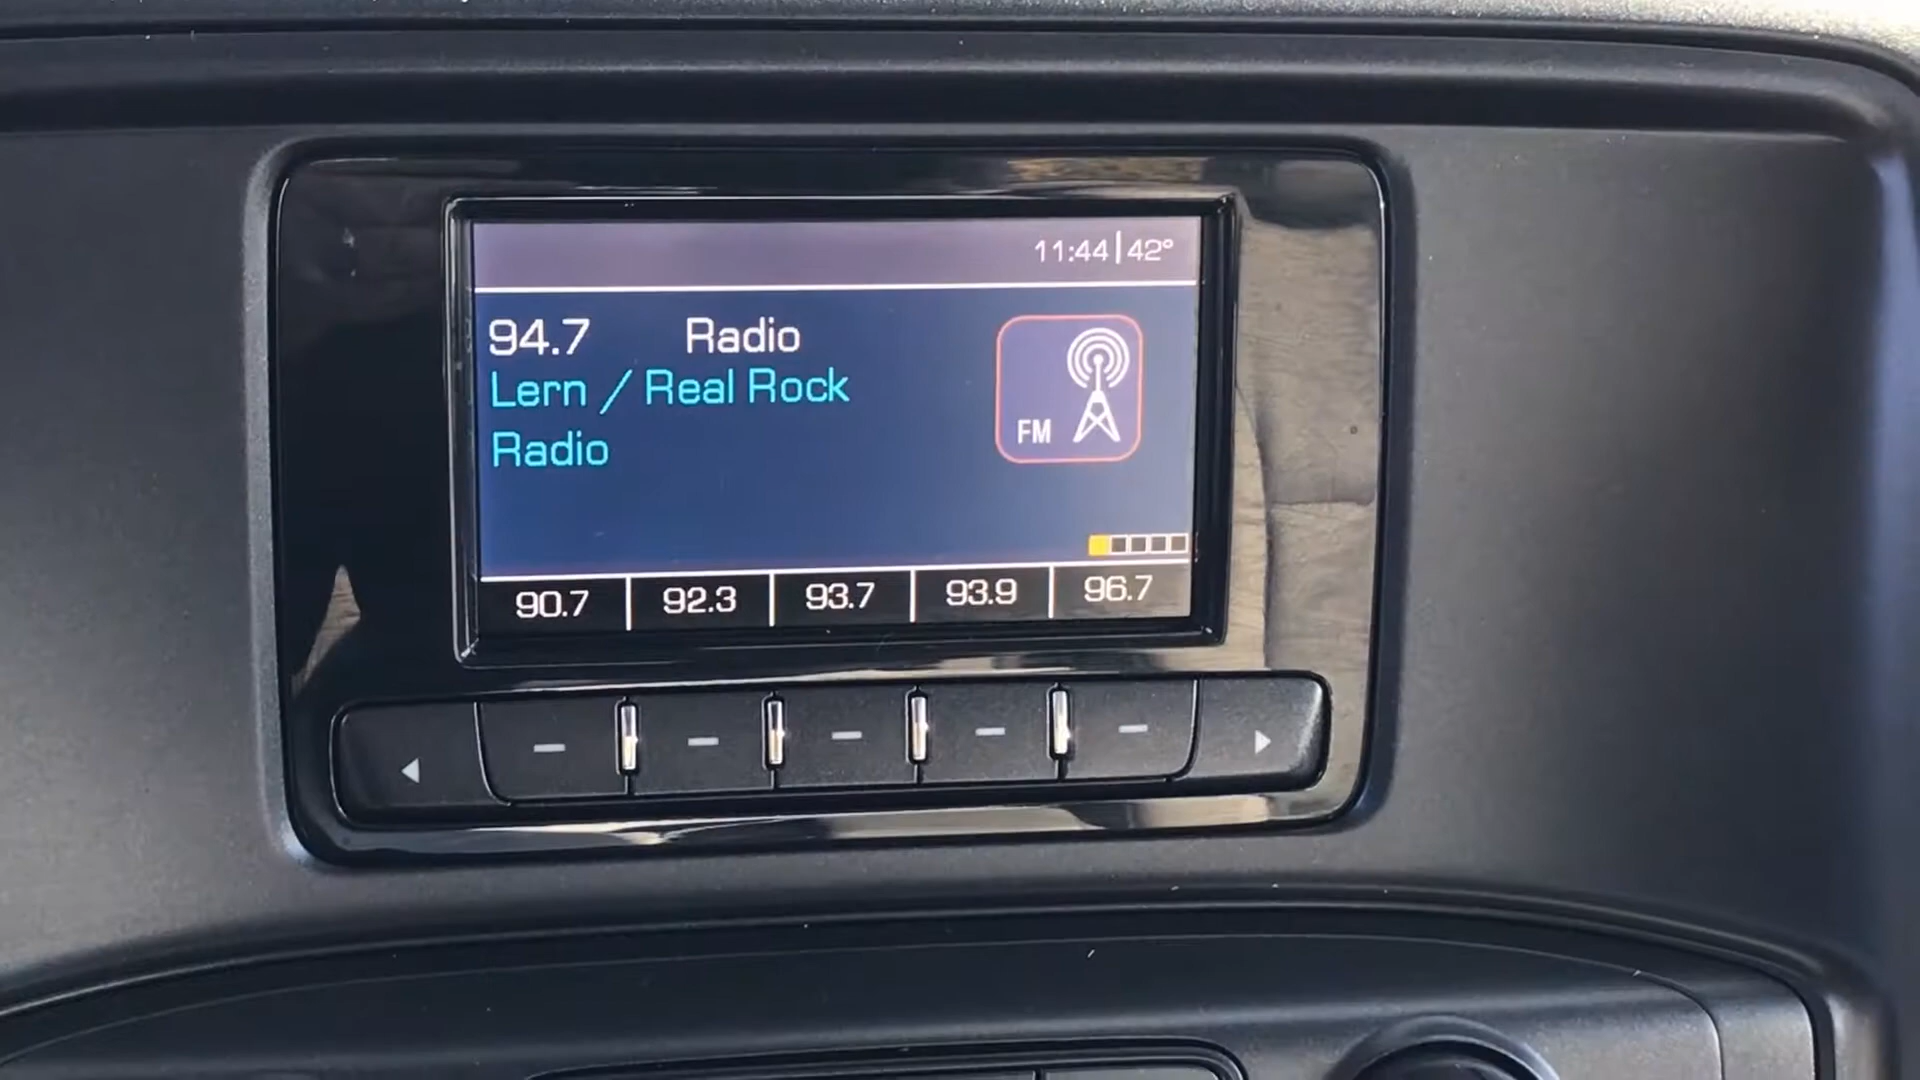 11:44|42°
94.7 Radio
Lern / Real Rock
Radio
FM
90.7 92.3 93.7 93.9 96.7